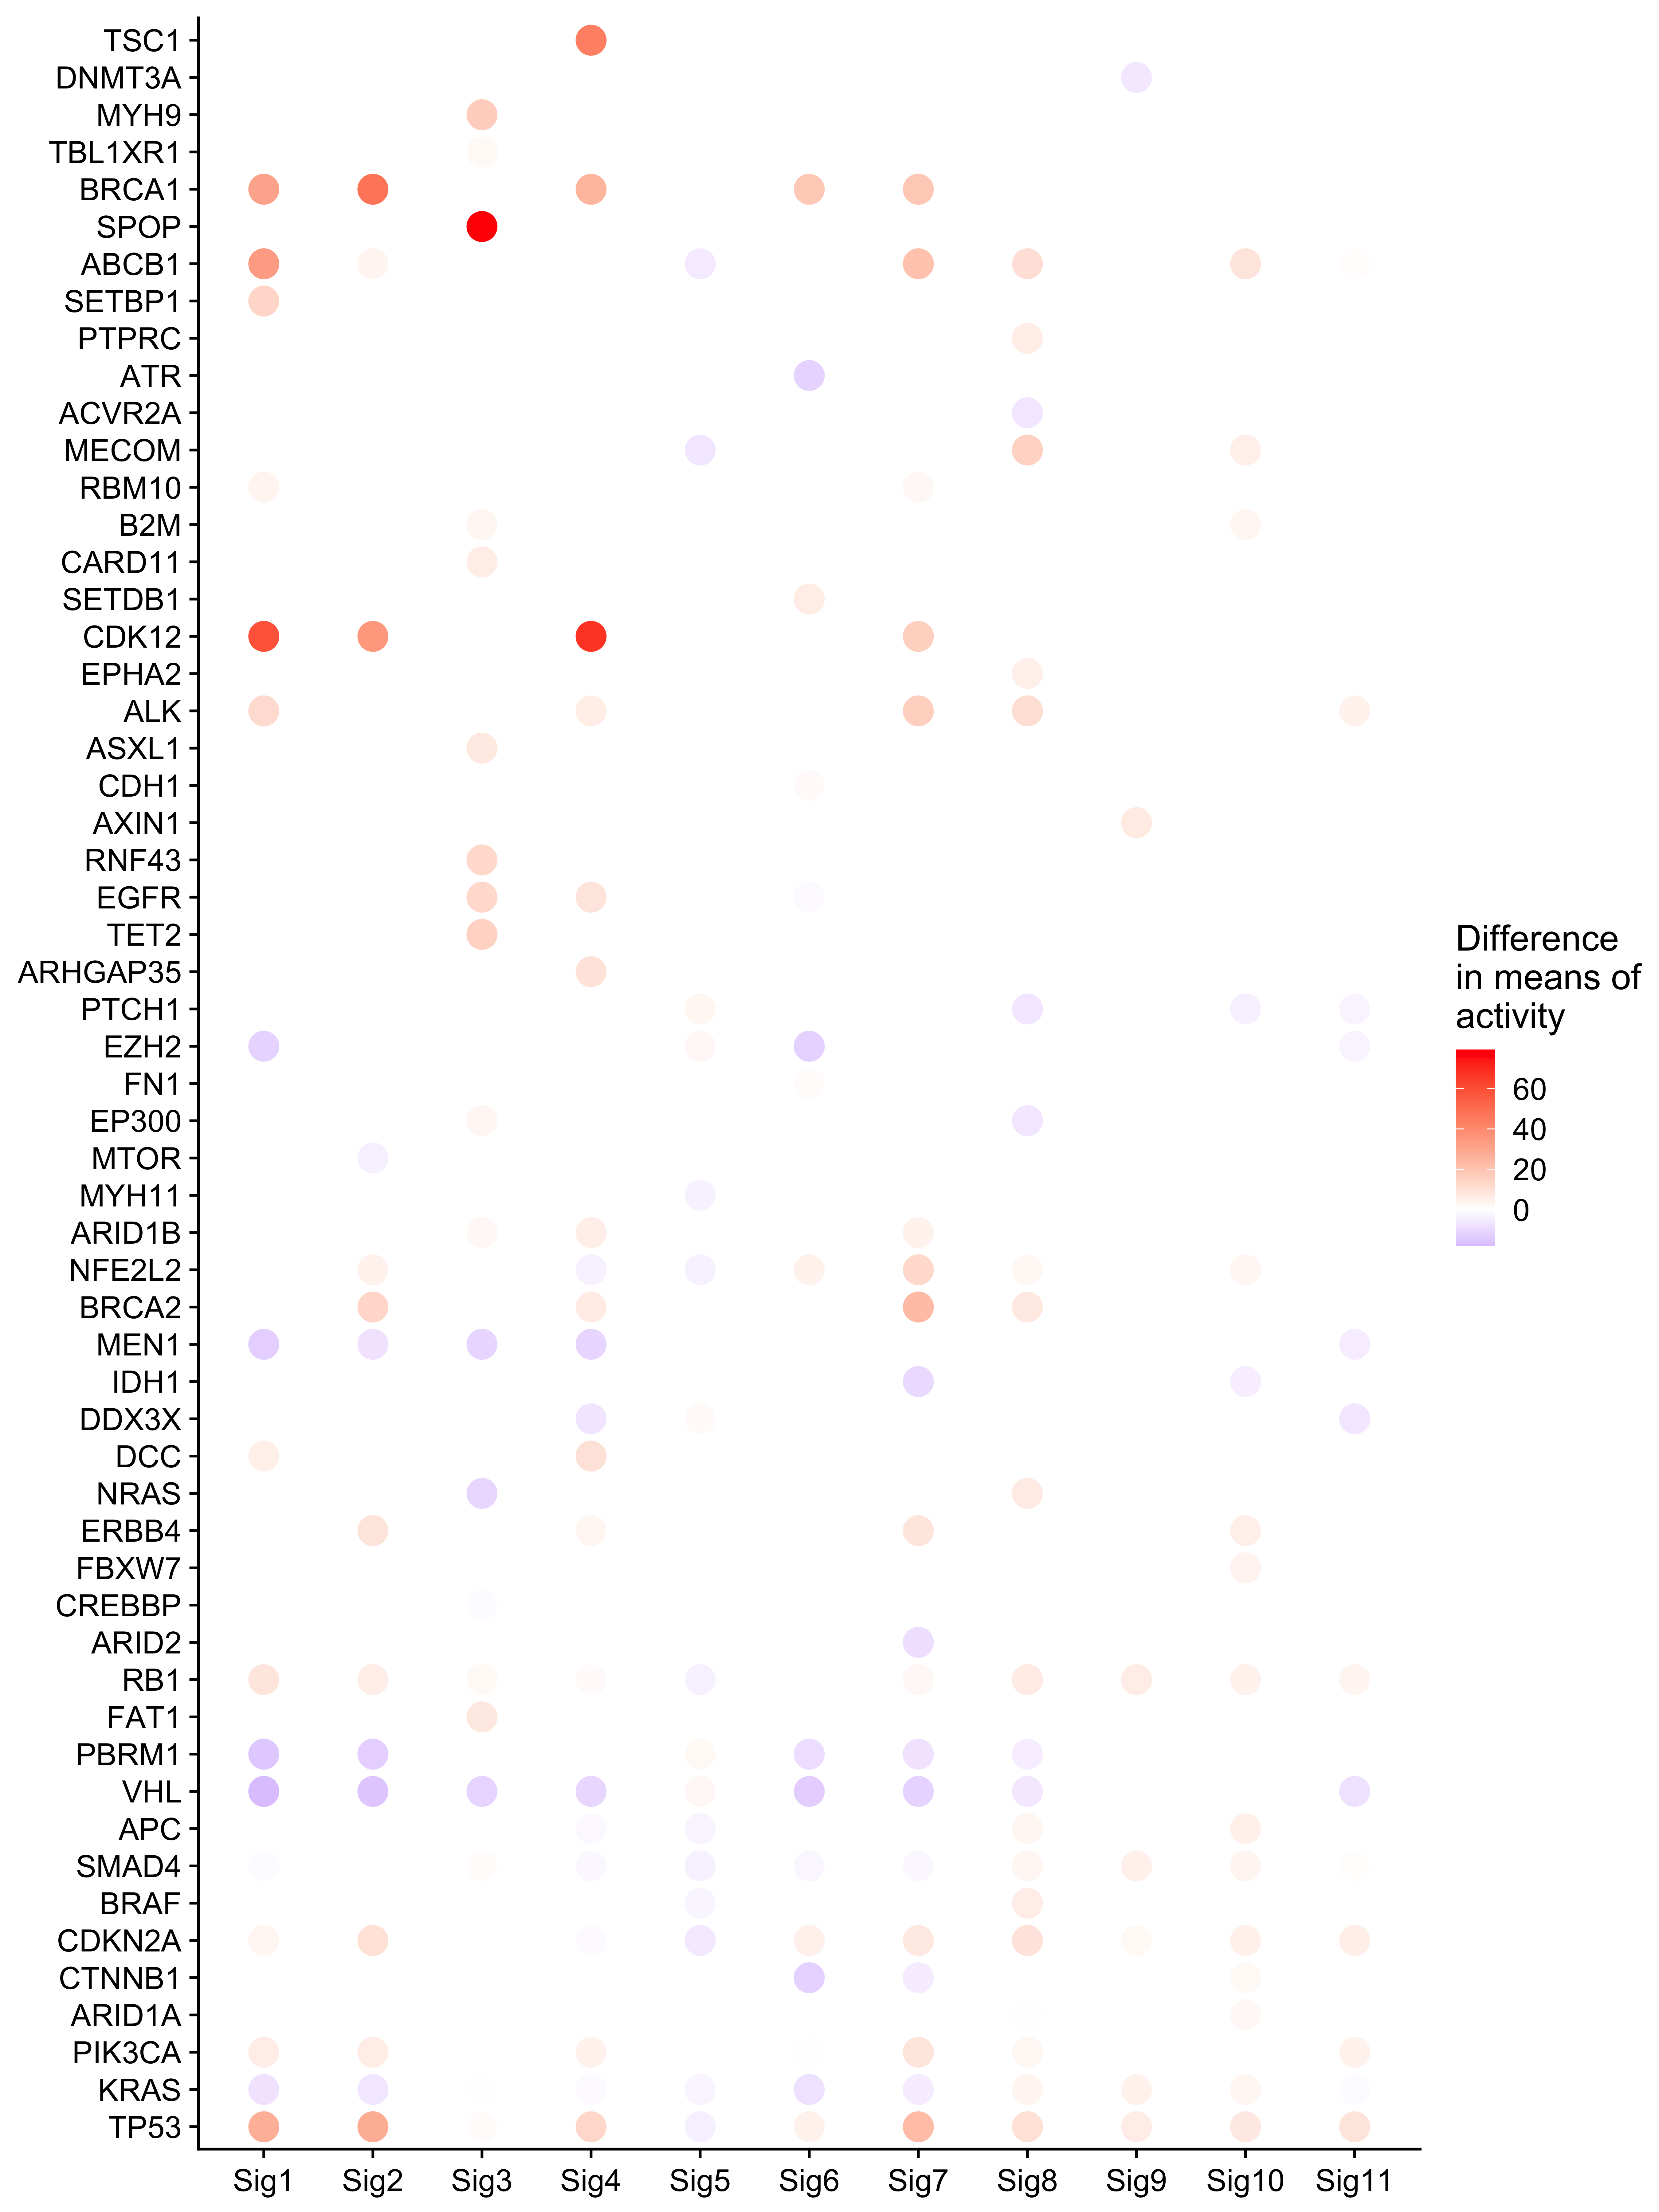 TSC1
DNMT3A
MYH9
TBL1XR1
BRCA1
SPOP
ABCB1
SETBP1
PTPRC
ATR
ACVR2A
MECOM
RBM10
B2M
CARD11
SETDB1
CDK12
EPHA2
ALK
ASXL1
CDH1
AXIN1
RNF43
EGFR
TET2
ARHGAP35
PTCH1
EZH2
FN1
EP300
MTOR
MYH11
ARID1B
NFE2L2
BRCA2
MEN1
IDH1
DDX3X
DCC
NRAS
ERBB4
FBXW7
CREBBP
ARID2
RB1
FAT1
PBRM1
VHL
APC
SMAD4
BRAF
CDKN2A
CTNNB1
ARID1A
PIK3CA
KRAS
TP53
Sig1 Sig2 Sig3 Sig4 Sig5 Sig6 Sig7 Sig8 Sig9 Sig10 Sig11
Difference
in means of
activity
60
40
20
0